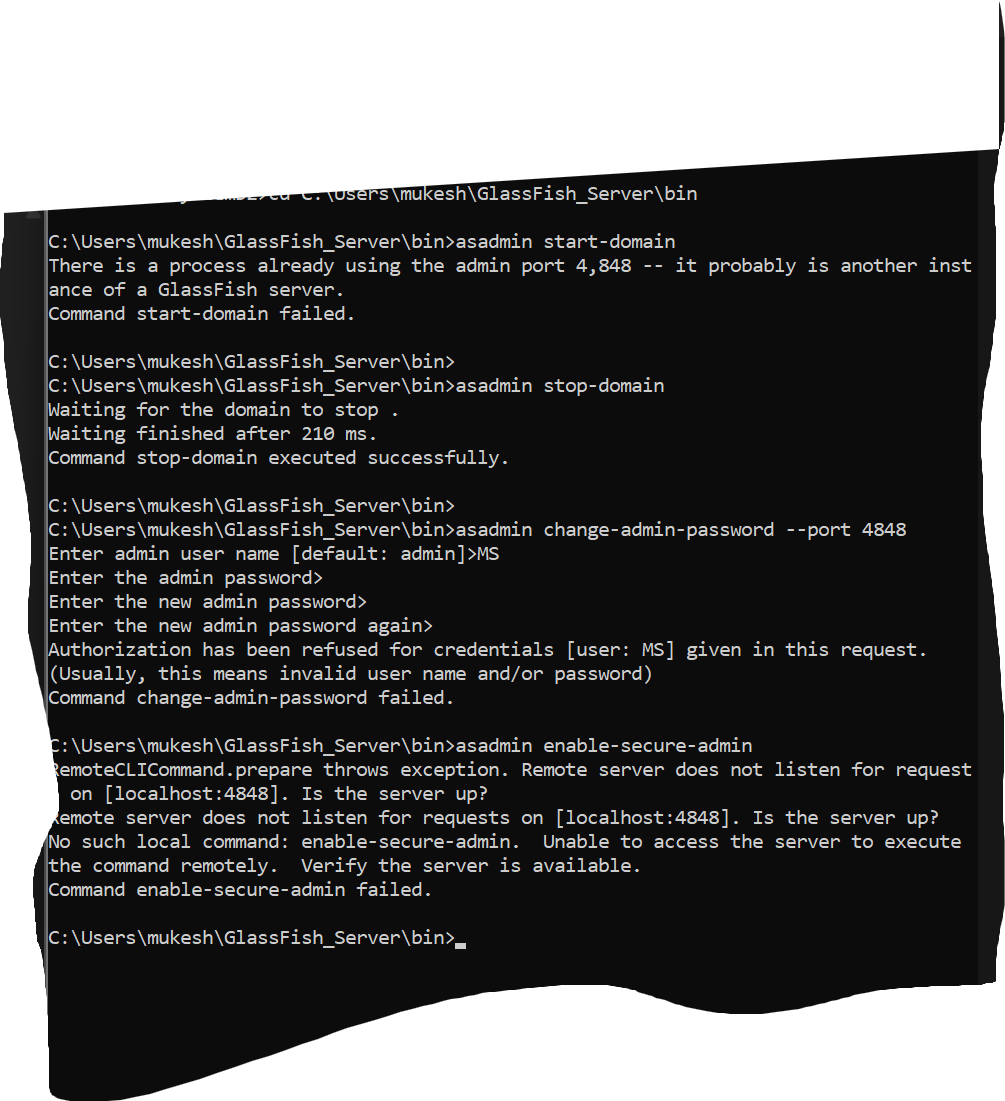 cd C:\Users\mukesh\GlassFish_Server\bin
C:\Users\mukesh\GlassFish_Server\bin>asadmin start-domain
There is a process already using the admin port 4,848 -- it probably is another inst
ance of a GlassFish server.
Command start-domain failed.
C:\Users\mukesh\GlassFish_Server\bin>
C:\Users\mukesh\GlassFish_Server\bin>asadmin stop-domain
Waiting for the domain to stop .
Waiting finished after 210 ms.
Command stop-domain executed successfully.
C:\Users\mukesh\GlassFish_Server\bin>
C:\Users\mukesh\GlassFish_Server\bin>asadmin change-admin-password --port 4848
Enter admin user name [default: admin]>MS
Enter the admin password>
Enter the new admin password>
Enter the new admin password again>
Authorization has been refused for credentials [user: MS] given in this request.
(Usually, this means invalid user name and/or password)
Command change-admin-password failed.
C:\Users\mukesh\GlassFish_Server\bin>asadmin enable-secure-admin
RemoteCLICommand.prepare throws exception. Remote server does not listen for request
on [localhost:4848]. Is the server up?
Remote server does not listen for requests on [localhost:4848]. Is the server up?
No such local command: enable-secure-admin.  Unable to access the server to execute
the command remotely.  Verify the server is available.
Command enable-secure-admin failed.
C:\Users\mukesh\GlassFish_Server\bin>